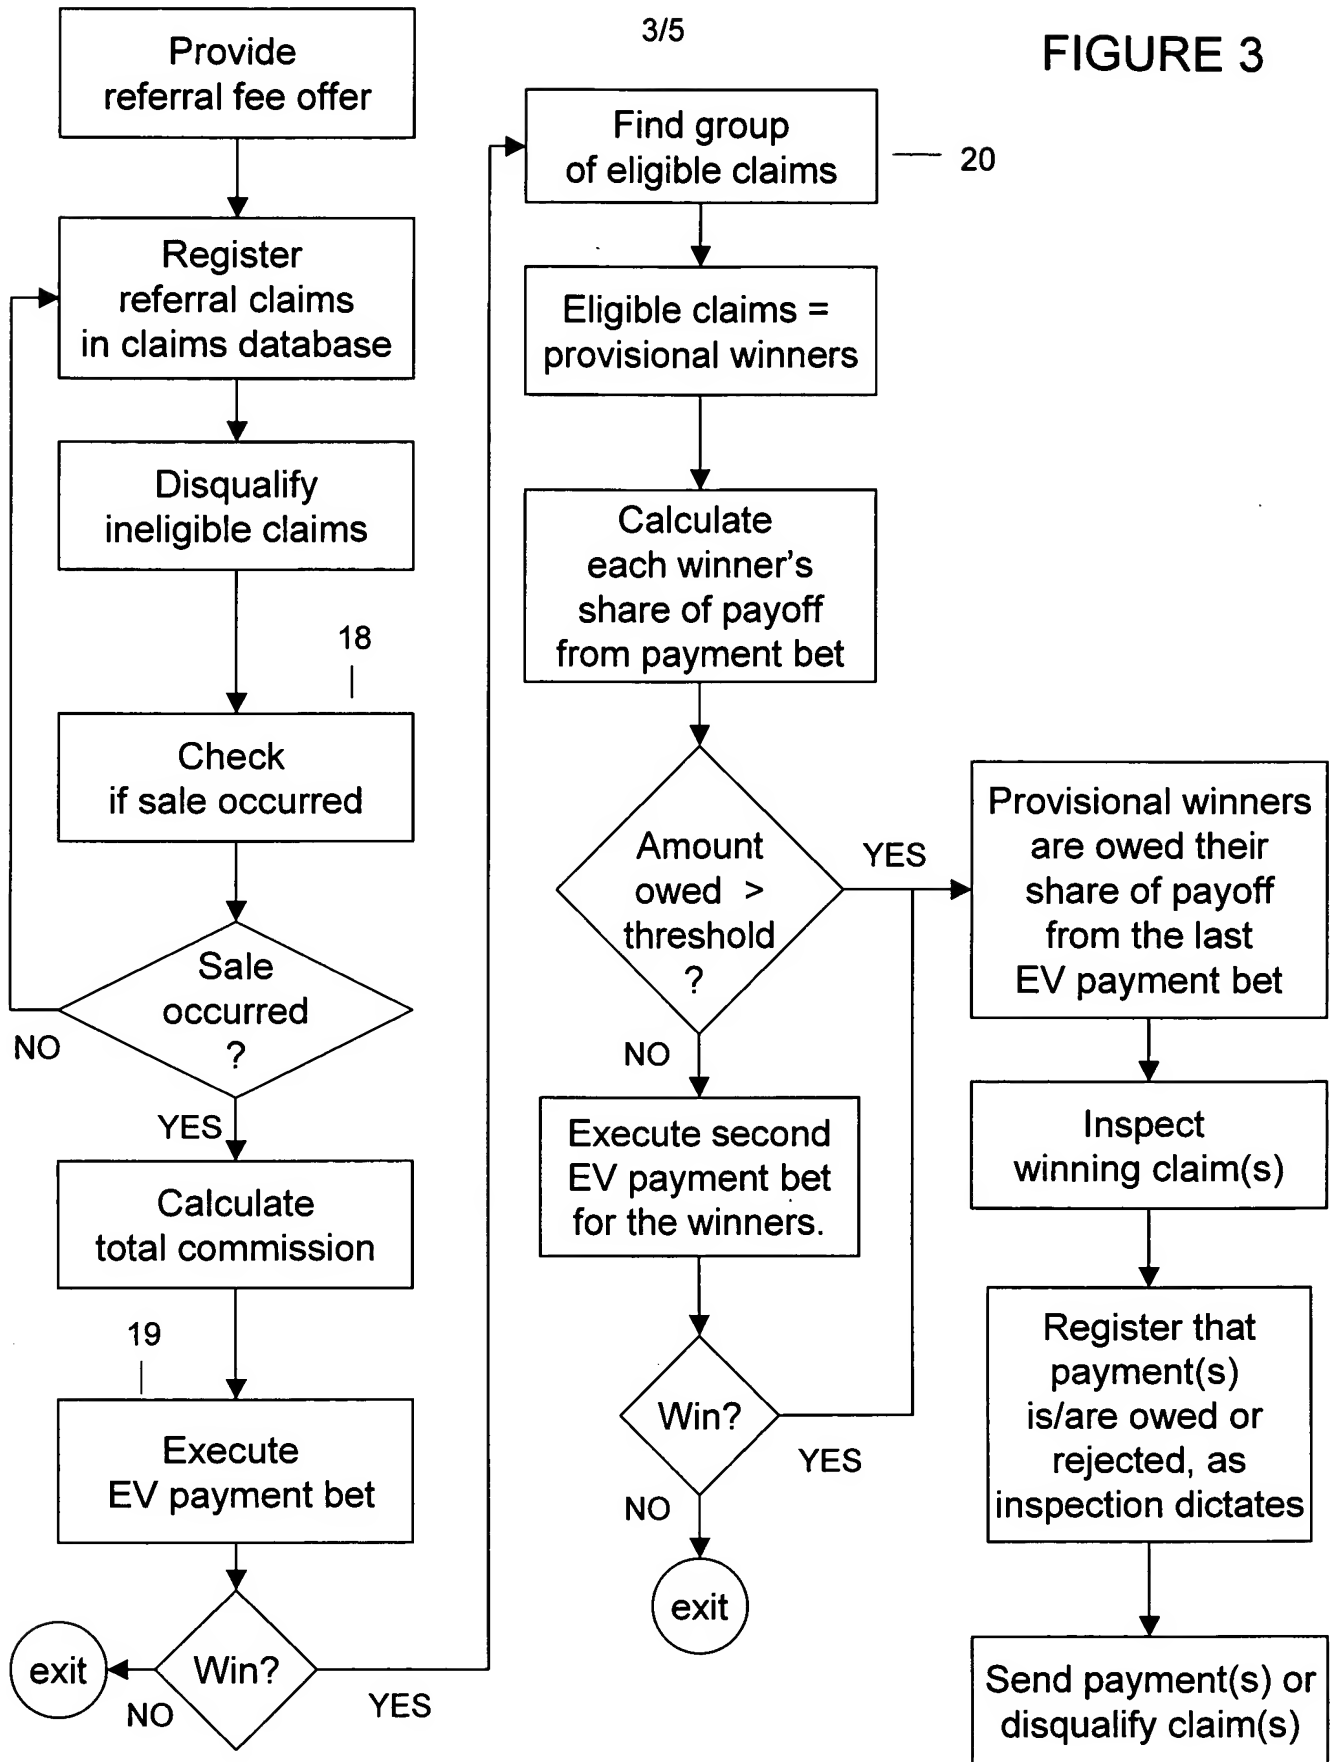 3/5
FIGURE 3
Provide
referral fee offer
Register
referral claims
in claims database
Disqualify
ineligible claims
18
Check
if sale occurred
Sale
occurred
?
NO
YES
Calculate
total commission
19
Execute
EV payment bet
Win?
NO
exit
YES
Find group
of eligible claims
20
Eligible claims =
provisional winners
Calculate
each winner's
share of payoff
from payment bet
Amount
owed >
threshold
?
YES
NO
Execute second
EV payment bet
for the winners.
Win?
YES
NO
exit
Provisional winners
are owed their
share of payoff
from the last
EV payment bet
Inspect
winning claim(s)
Register that
payment(s)
is/are owed or
rejected, as
inspection dictates
Send payment(s) or
disqualify claim(s)